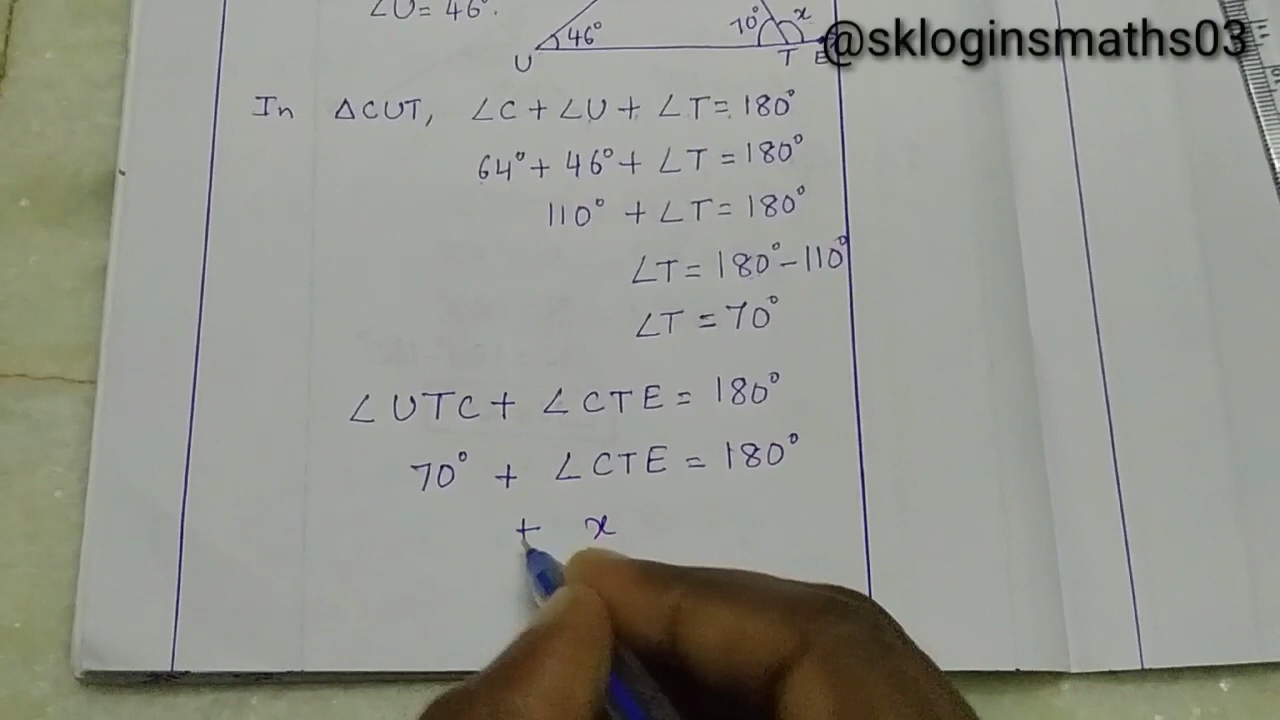 ∠U = 46°.
46°
70° x
@skloginsmaths03
U T E
In △CUT, ∠C + ∠U + ∠T = 180°
64° + 46° + ∠T = 180°
110° + ∠T = 180°
∠T = 180° - 110°
∠T = 70°
∠UTC + ∠CTE = 180°
70° + ∠CTE = 180°
+ x